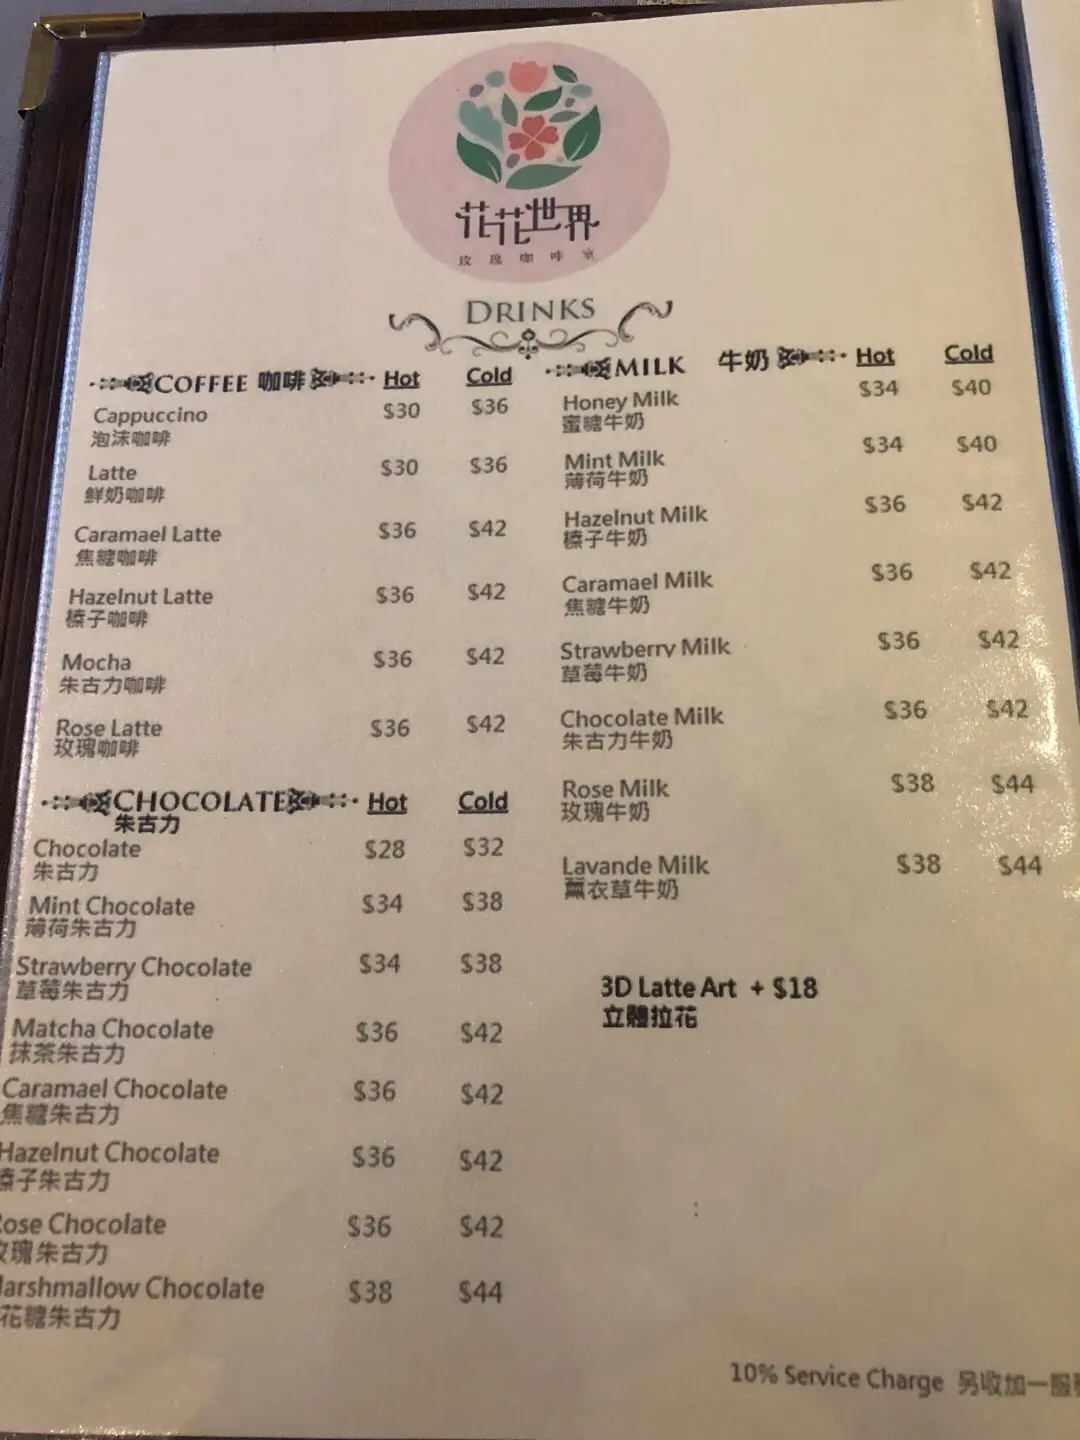 花花世界
玫瑰咖啡室
DRINKS
COFFEE 咖啡 Hot Cold
Cappuccino $30 $36
泡沫咖啡
Latte $30 $36
鮮奶咖啡
Caramael Latte $36 $42
焦糖咖啡
Hazelnut Latte $36 $42
榛子咖啡
Mocha $36 $42
朱古力咖啡
Rose Latte $36 $42
玫瑰咖啡
CHOCOLATE Hot Cold
朱古力
Chocolate $28 $32
朱古力
Mint Chocolate $34 $38
薄荷朱古力
Strawberry Chocolate $34 $38
草莓朱古力
Matcha Chocolate $36 $42
抹茶朱古力
Caramael Chocolate $36 $42
焦糖朱古力
Hazelnut Chocolate $36 $42
榛子朱古力
Rose Chocolate $36 $42
玫瑰朱古力
arshmallow Chocolate $38 $44
花糖朱古力
MILK 牛奶 Hot Cold
Honey Milk $34 $40
蜜糖牛奶
Mint Milk $34 $40
薄荷牛奶
Hazelnut Milk $36 $42
榛子牛奶
Caramael Milk $36 $42
焦糖牛奶
Strawberry Milk $36 $42
草莓牛奶
Chocolate Milk $36 $42
朱古力牛奶
Rose Milk $38 $44
玫瑰牛奶
Lavande Milk $38 $44
薰衣草牛奶
3D Latte Art + $18
立體拉花
10% Service Charge 另收加一服